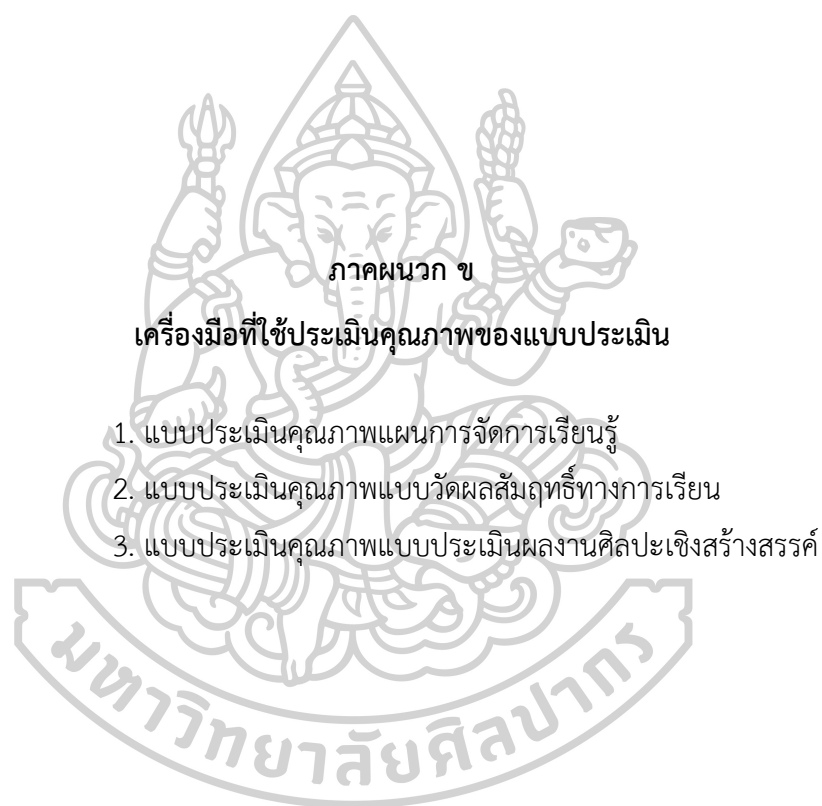 ภาคผนวก ข
เครื่องมือที่ใช้ประเมินคุณภาพของแบบประเมิน
1. แบบประเมินคุณภาพแผนการจัดการเรียนรู้
2. แบบประเมินคุณภาพแบบวัดผลสัมฤทธิ์ทางการเรียน
3. แบบประเมินคุณภาพแบบประเมินผลงานศิลปะเชิงสร้างสรรค์
มหาวิทยาลัยศิลปากร